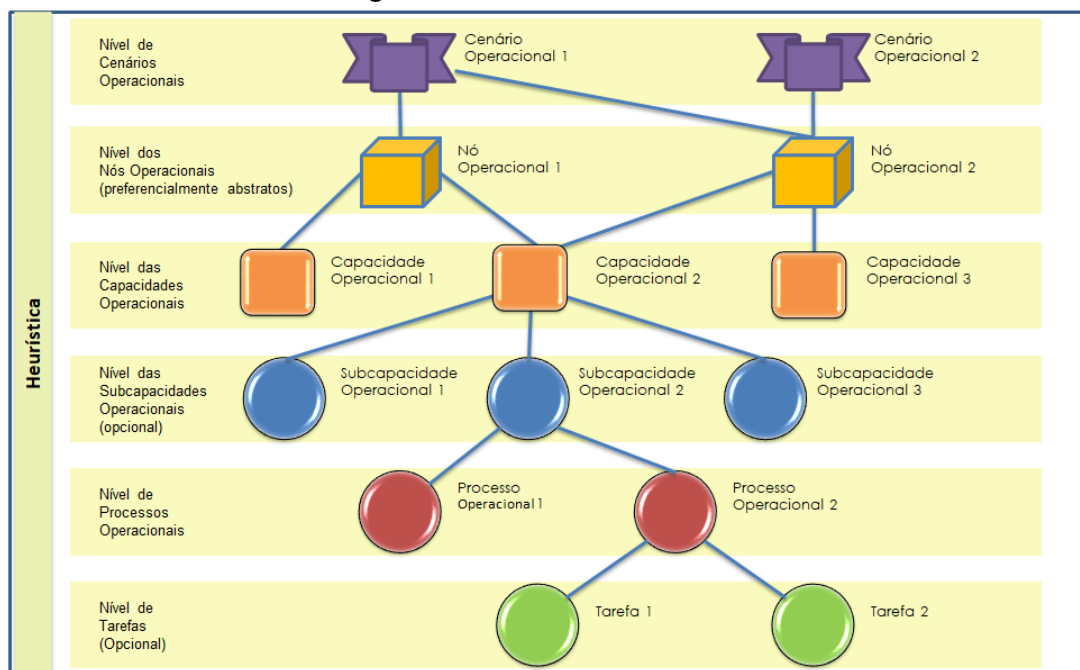 Heurística
Nível de
Cenários
Operacionais
Cenário
Operacional 1
Cenário
Operacional 2
Nível dos
Nós Operacionais
(preferencialmente abstratos)
Nó
Operacional 1
Nó
Operacional 2
Nível das
Capacidades
Operacionais
Capacidade
Operacional 1
Capacidade
Operacional 2
Capacidade
Operacional 3
Nível das
Subcapacidades
Operacionais
(opcional)
Subcapacidade
Operacional 1
Subcapacidade
Operacional 2
Subcapacidade
Operacional 3
Nível de
Processos
Operacionais
Processo
Operacional 1
Processo
Operacional 2
Nível de
Tarefas
(Opcional)
Tarefa 1
Tarefa 2